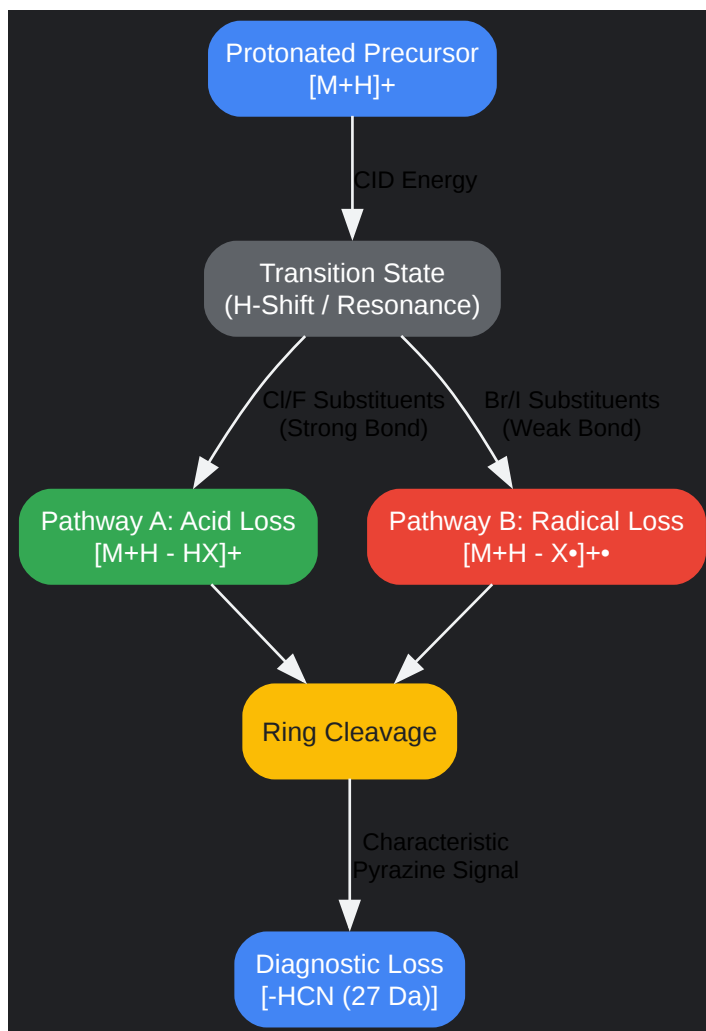 Protonated Precursor
[M+H]+
CID Energy
Transition State
(H-Shift / Resonance)
Cl/F Substituents
(Strong Bond)
Br/I Substituents
(Weak Bond)
Pathway A: Acid Loss
[M+H - HX]+
Pathway B: Radical Loss
[M+H - X•]+•
Ring Cleavage
Characteristic
Pyrazine Signal
Diagnostic Loss
[-HCN (27 Da)]